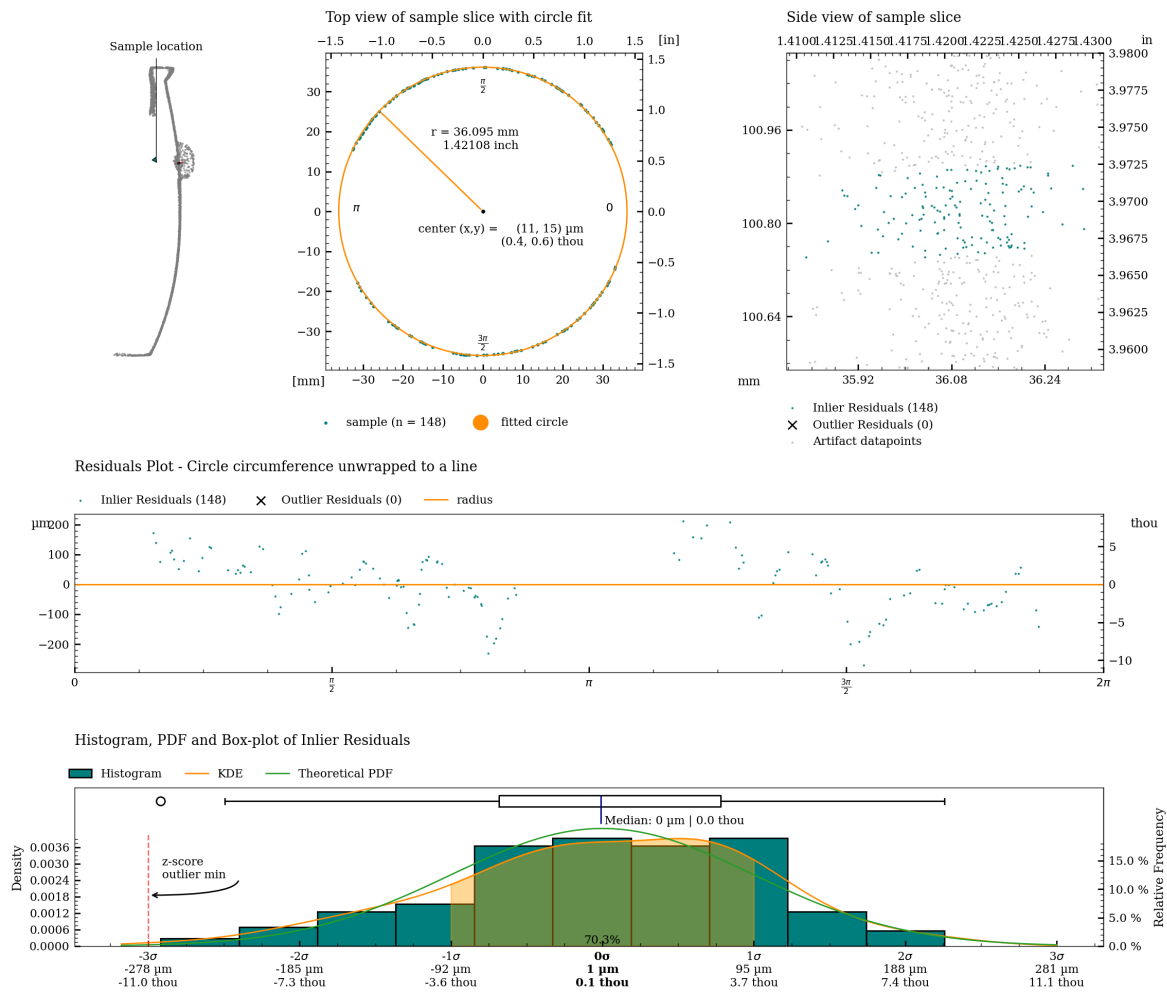 Sample location
Top view of sample slice with circle fit
−1.5 −1.0 −0.5 0.0 0.5 1.0 1.5 [in]
30
20
10
0
−10
−20
−30
1.5
1.0
0.5
0.0
−0.5
−1.0
−1.5
π/2
r = 36.095 mm
1.42108 inch
π
0
center (x,y) = (11, 15) µm
(0.4, 0.6) thou
3π/2
[mm] −30 −20 −10 0 10 20 30
sample (n = 148) fitted circle
Side view of sample slice
1.4100 1.4125 1.4150 1.4175 1.4200 1.4225 1.4250 1.4275 1.4300 in
100.96
100.80
100.64
3.9800
3.9775
3.9750
3.9725
3.9700
3.9675
3.9650
3.9625
3.9600
mm 35.92 36.08 36.24
Inlier Residuals (148)
Outlier Residuals (0)
Artifact datapoints
Residuals Plot - Circle circumference unwrapped to a line
Inlier Residuals (148) Outlier Residuals (0) radius
µm
200
100
0
−100
−200
thou
5
0
−5
−10
0 π/2 π 3π/2 2π
Histogram, PDF and Box-plot of Inlier Residuals
Histogram KDE Theoretical PDF
Median: 0 µm | 0.0 thou
z-score
outlier min
Density
0.0036
0.0030
0.0024
0.0018
0.0012
0.0006
0.0000
70.3%
Relative Frequency
15.0 %
10.0 %
5.0 %
0.0 %
-3σ -2σ -1σ 0σ 1σ 2σ 3σ
-278 µm -185 µm -92 µm 1 µm 95 µm 188 µm 281 µm
-11.0 thou -7.3 thou -3.6 thou 0.1 thou 3.7 thou 7.4 thou 11.1 thou